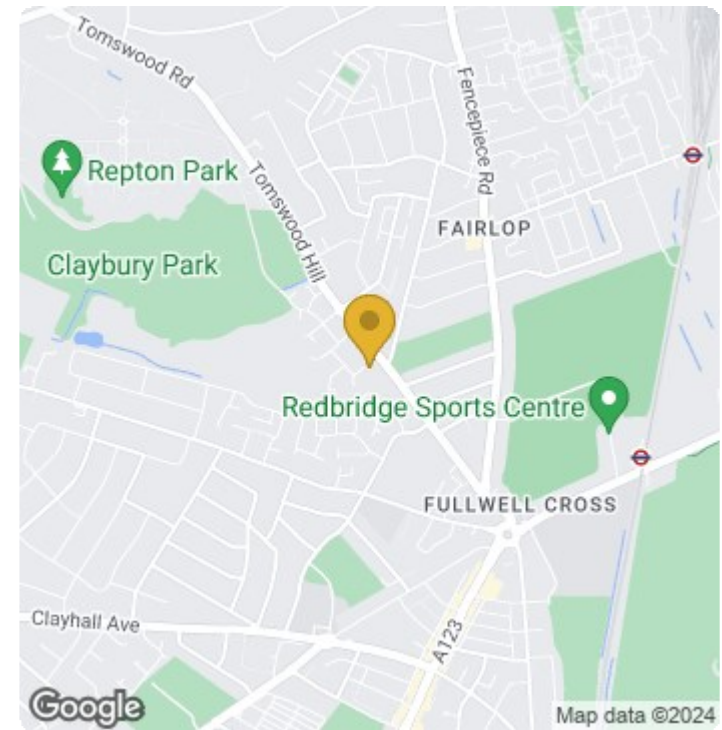 Tomswood Rd
Fencepiece Rd
Repton Park
Tomswood Hill
FAIRLOP
Claybury Park
Redbridge Sports Centre
FULLWELL CROSS
Clayhall Ave
A123
Google
Map data ©2024